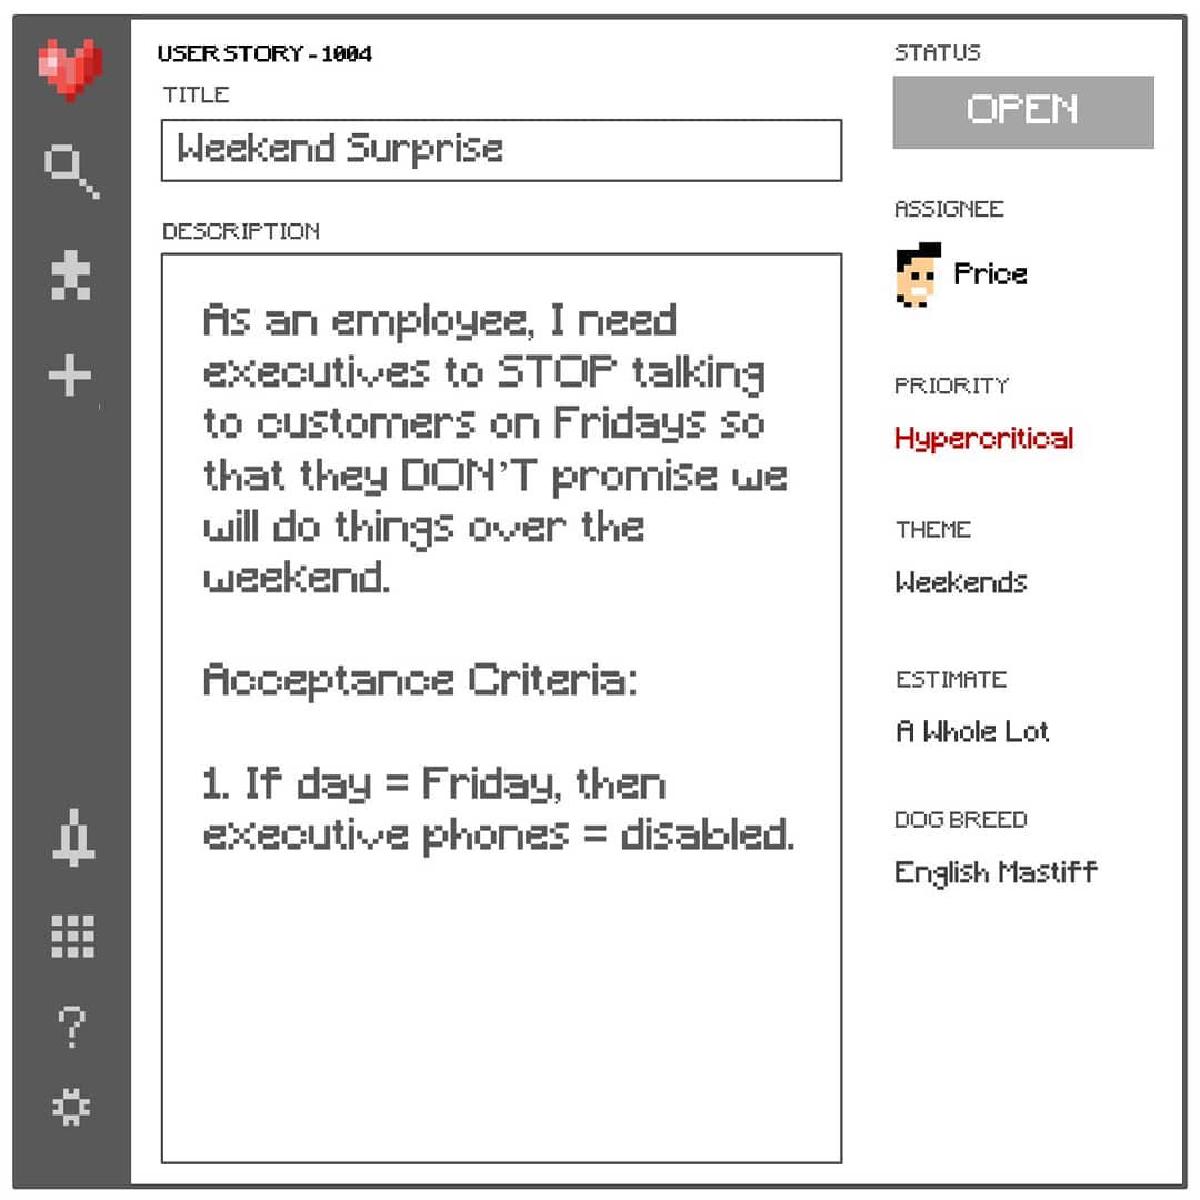 USER STORY - 1004
TITLE
Weekend Surprise
DESCRIPTION
As an employee, I need
executives to STOP talking
to customers on Fridays so
that they DON'T promise we
will do things over the
weekend.
Acceptance Criteria:
1. If day = Friday, then
executive phones = disabled.
STATUS
OPEN
ASSIGNEE
Price
PRIORITY
Hypercritical
THEME
Weekends
ESTIMATE
A Whole Lot
DOG BREED
English Mastiff